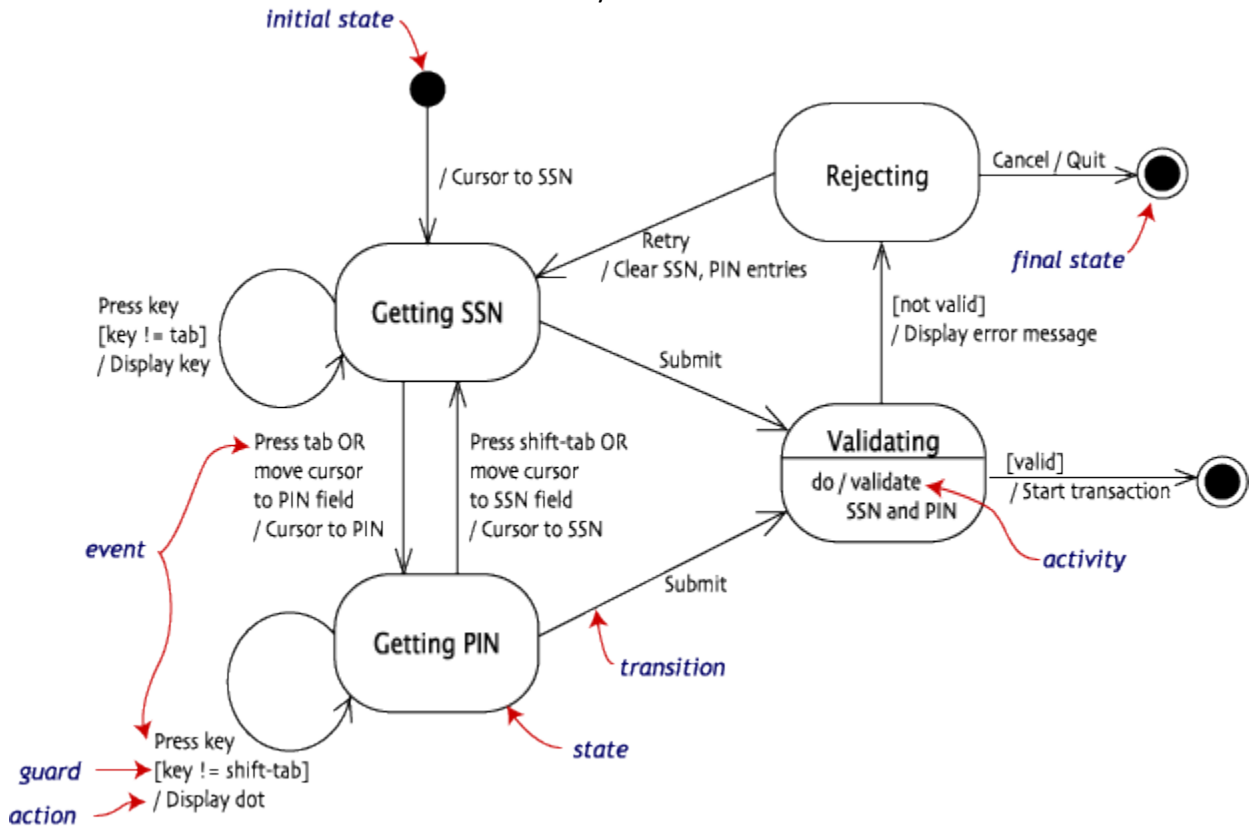 initial state
/ Cursor to SSN
Rejecting
Cancel / Quit
final state
Retry
/ Clear SSN, PIN entries
Getting SSN
Press key
[key != tab]
/ Display key
[not valid]
/ Display error message
Submit
Press tab OR
move cursor
to PIN field
/ Cursor to PIN
Press shift-tab OR
move cursor
to SSN field
/ Cursor to SSN
Validating
do / validate
SSN and PIN
[valid]
/ Start transaction
event
activity
Submit
Getting PIN
transition
state
Press key
guard
[key != shift-tab]
action
/ Display dot